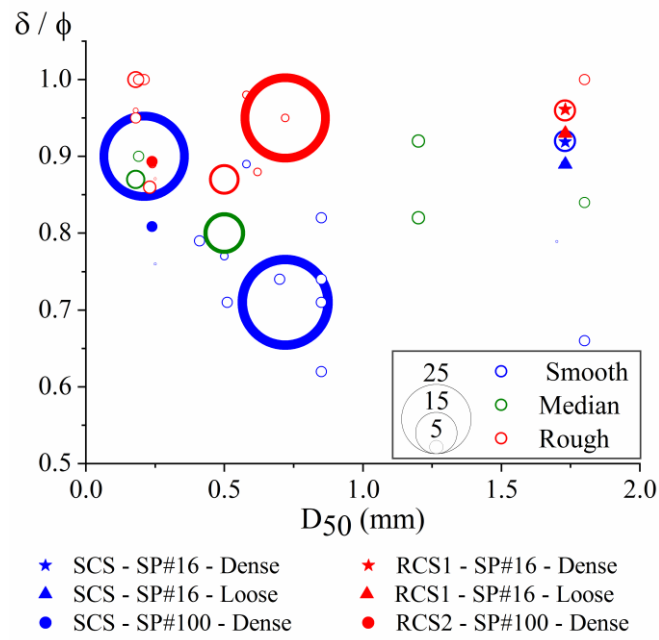 δ / ϕ
1.0
0.9
0.8
0.7
0.6
0.5
0.0 0.5 1.0 1.5 2.0
D50 (mm)
25
15
5
Smooth
Median
Rough
SCS - SP#16 - Dense
SCS - SP#16 - Loose
SCS - SP#100 - Dense
RCS1 - SP#16 - Dense
RCS1 - SP#16 - Loose
RCS2 - SP#100 - Dense